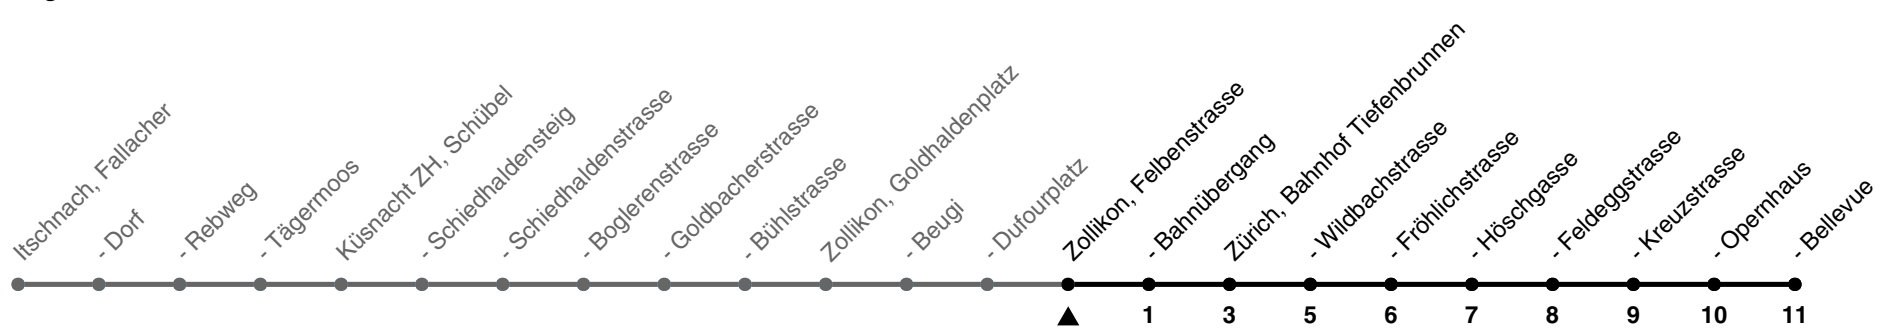 Itschnach, Fallacher
- Dorf
- Rebweg
- Tägermoos
Küsnacht ZH, Schübel
- Schiedhaldensteig
- Schiedhaldenstrasse
- Boglerenstrasse
- Goldbacherstrasse
- Bühlstrasse
Zollikon, Goldhaldenplatz
- Beugi
- Dufourplatz
Zollikon, Felbenstrasse
- Bahnübergang
Zürich, Bahnhof Tiefenbrunnen
- Wildbachstrasse
- Fröhlichstrasse
- Höschgasse
- Feldeggstrasse
- Kreuzstrasse
- Opernhaus
- Bellevue
1 3 5 6 7 8 9 10 11